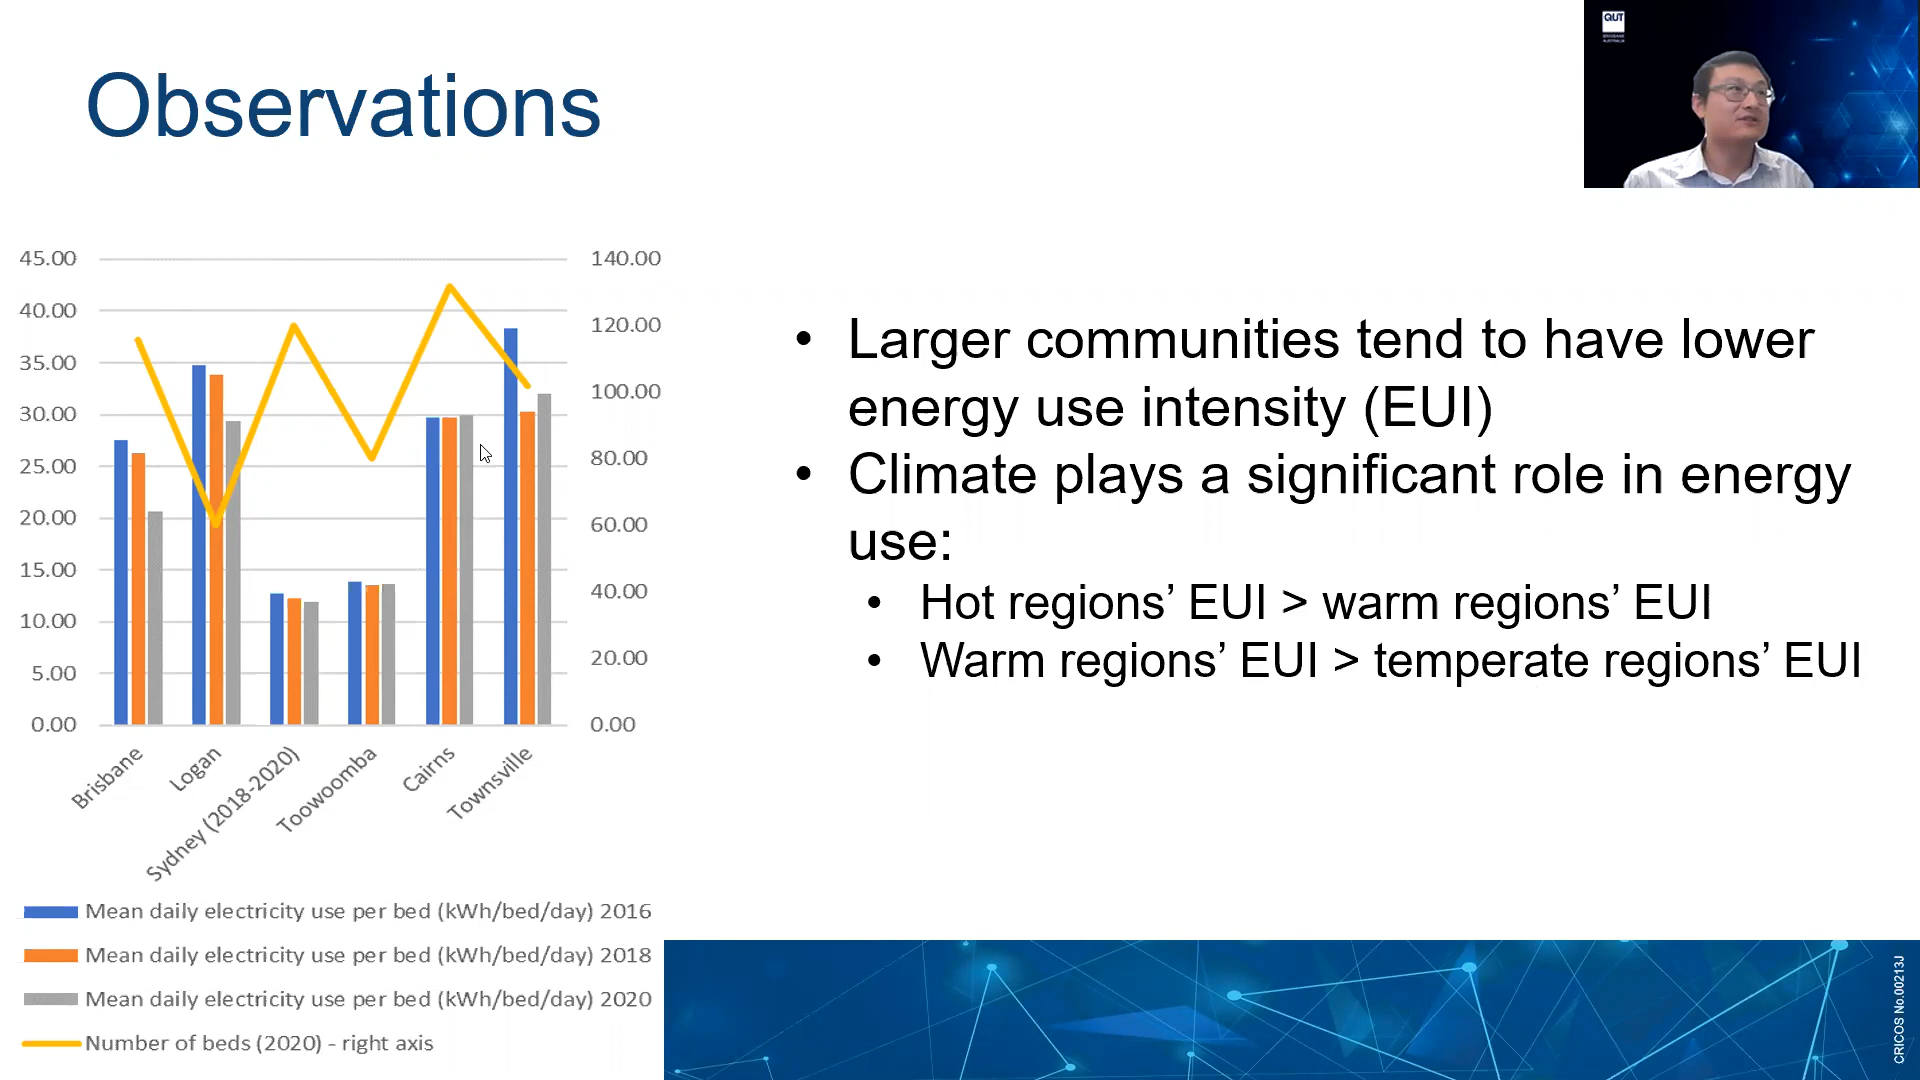 Observations
QUT
45.00
40.00
35.00
30.00
25.00
20.00
15.00
10.00
5.00
0.00
140.00
120.00
100.00
80.00
60.00
40.00
20.00
0.00
Brisbane
Logan
Sydney (2018-2020)
Toowoomba
Cairns
Townsville
Mean daily electricity use per bed (kWh/bed/day) 2016
Mean daily electricity use per bed (kWh/bed/day) 2018
Mean daily electricity use per bed (kWh/bed/day) 2020
Number of beds (2020) - right axis
• Larger communities tend to have lower
energy use intensity (EUI)
• Climate plays a significant role in energy
use:
• Hot regions’ EUI > warm regions’ EUI
• Warm regions’ EUI > temperate regions’ EUI
CRICOS No.00213J